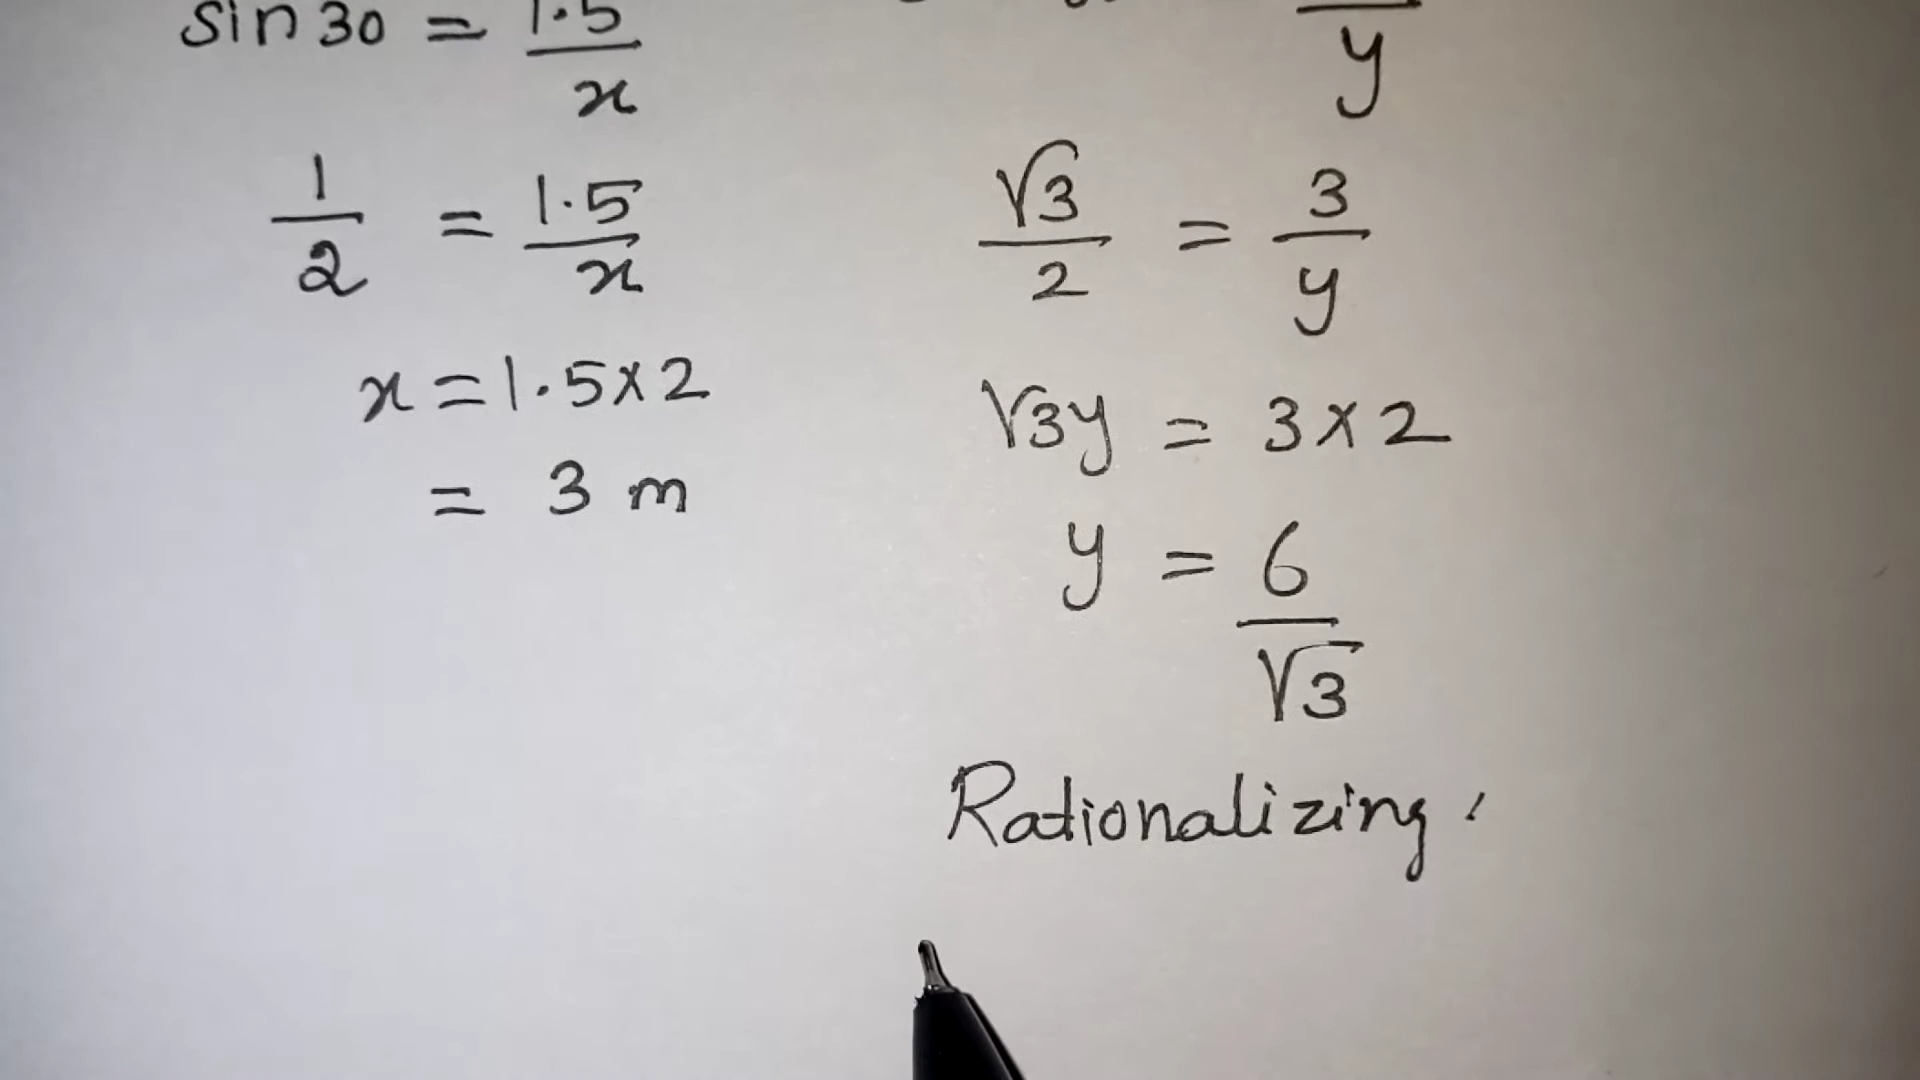 sin 30 = 1.5/x
1/2 = 1.5/x
x = 1.5 × 2
= 3 m
y
√3/2 = 3/y
√3y = 3 × 2
y = 6/√3
Rationalizing,